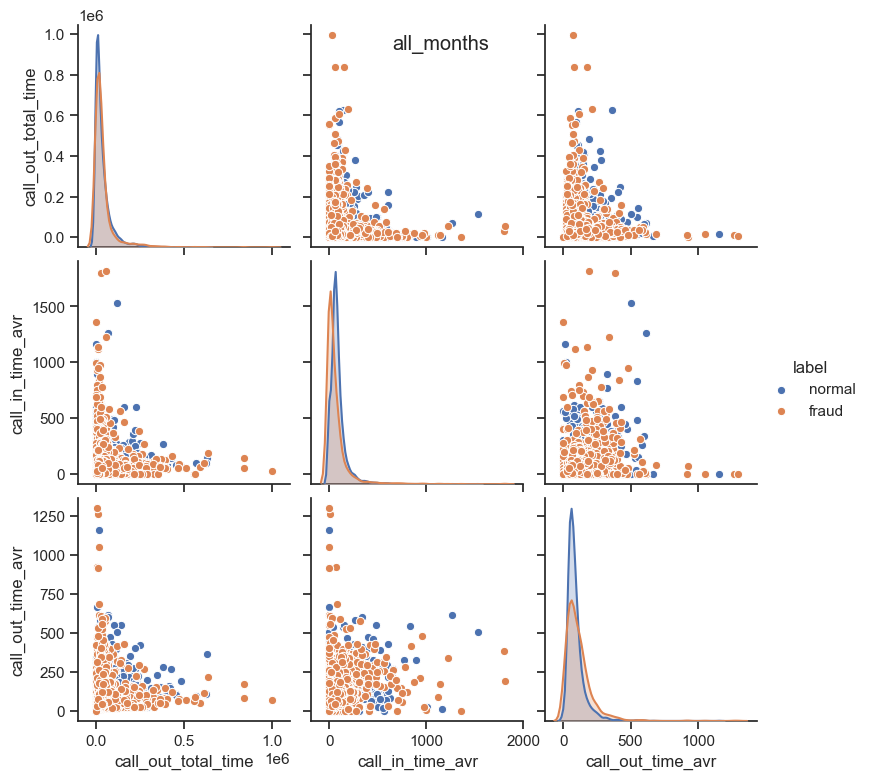 1e6
all_months
call_out_total_time
1.0
0.8
0.6
0.4
0.2
0.0
call_in_time_avr
1500
1000
500
0
label
normal
fraud
call_out_time_avr
1250
1000
750
500
250
0
0.0 0.5 1.0
0 1000 2000
0 500 1000
call_out_total_time 1e6
call_in_time_avr
call_out_time_avr